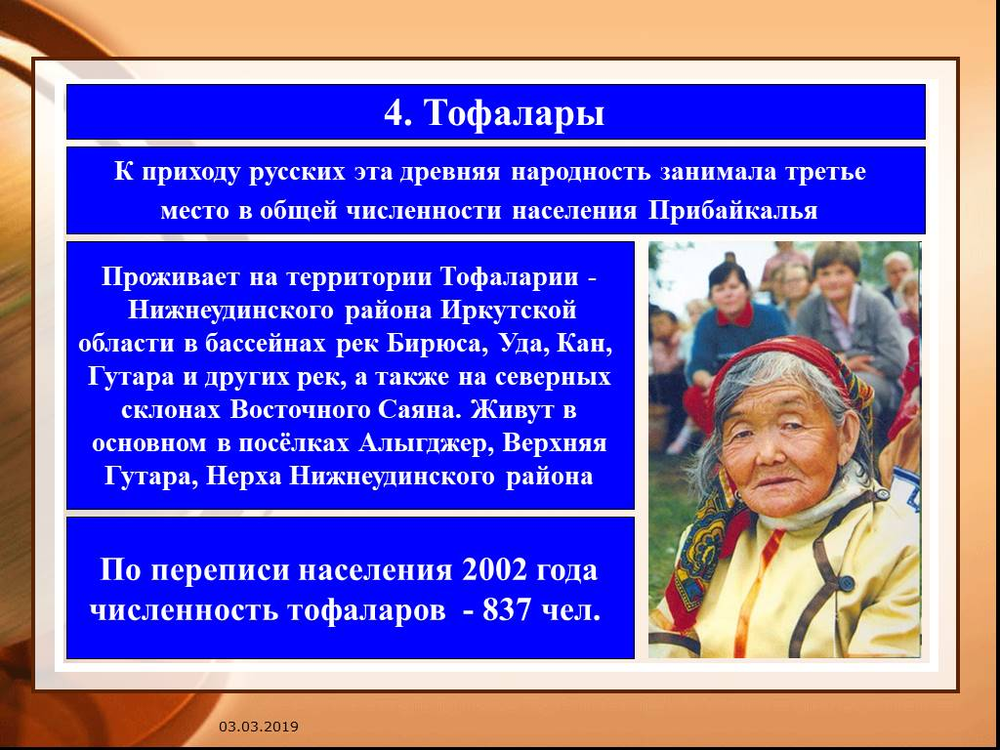 4. Тофалары
К приходу русских эта древняя народность занимала третье
место в общей численности населения Прибайкалья
Проживает на территории Тофаларии -
Нижнеудинского района Иркутской
области в бассейнах рек Бирюса, Уда, Кан,
Гутара и других рек, а также на северных
склонах Восточного Саяна. Живут в
основном в посёлках Алыгджер, Верхняя
Гутара, Нерха Нижнеудинского района
По переписи населения 2002 года
численность тофаларов - 837 чел.
03.03.2019